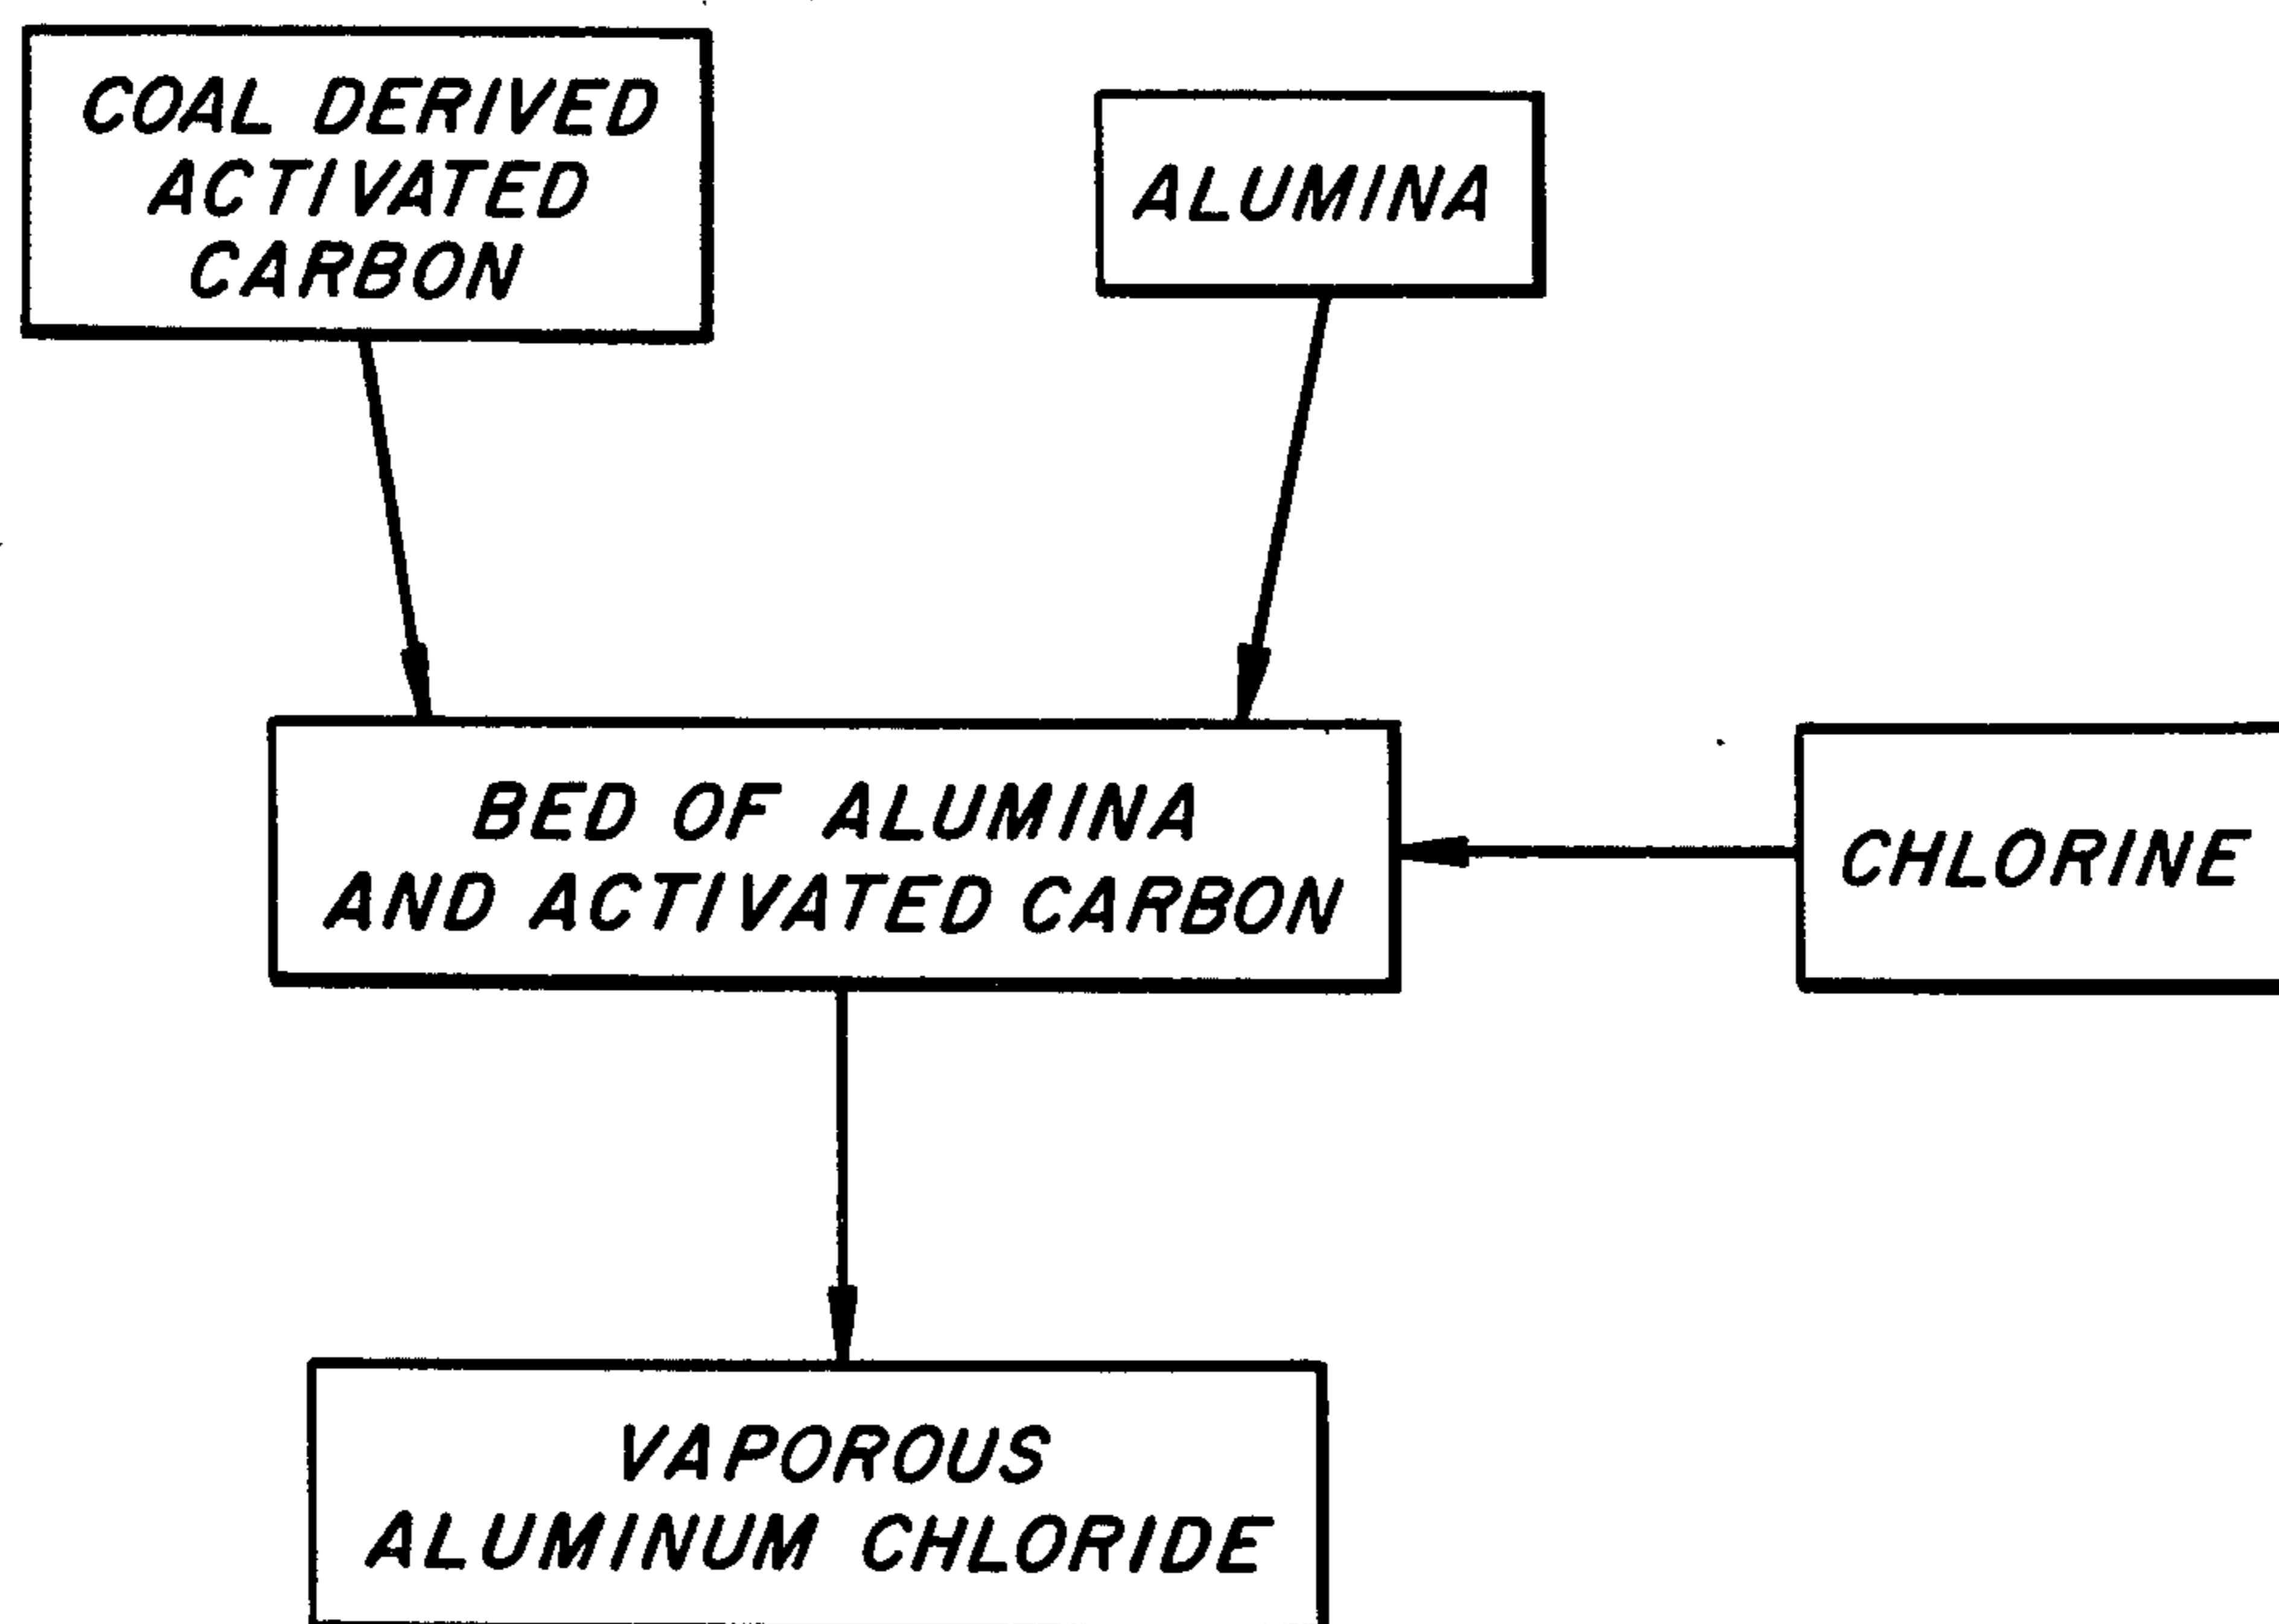 COAL DERIVED
ACTIVATED
CARBON
ALUMINA
BED OF ALUMINA
AND ACTIVATED CARBON
CHLORINE
VAPOROUS
ALUMINUM CHLORIDE